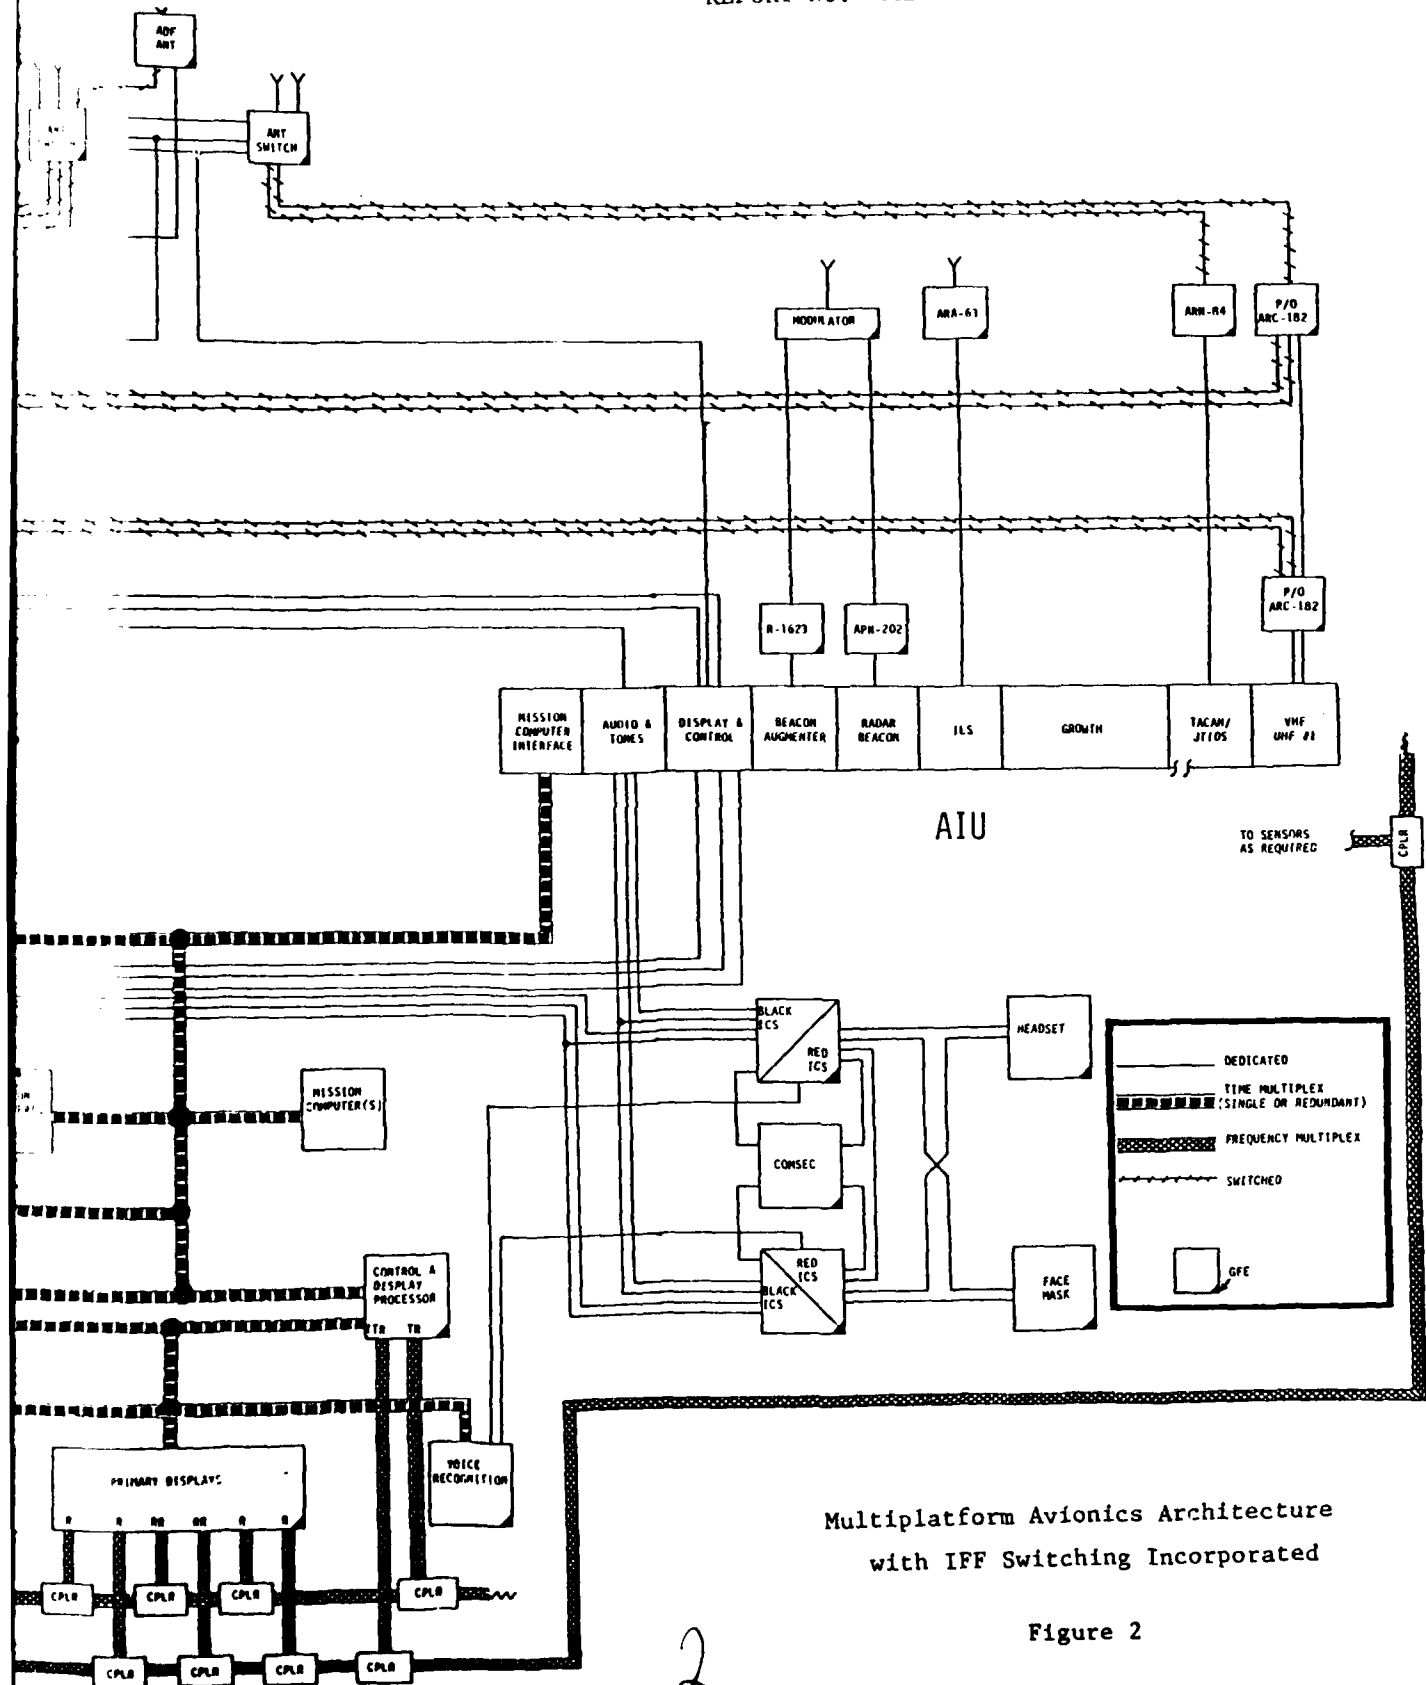 REPORT NO.
ADF
ANT
ANT
SWITCH
MODULATOR
ARA-63
ARN-84
P/O
ARC-182
P/O
ARC-182
R-1623
APN-202
MISSION
COMPUTER
INTERFACE
AUDIO &
TONES
DISPLAY &
CONTROL
BEACON
AUGMENTER
RADAR
BEACON
ILS
GROWTH
TACAN/
JTIDS
VHF
UHF #1
AIU
TO SENSORS
AS REQUIRED
CPLR
BLACK
ICS
RED
ICS
HEADSET
DEDICATED
TIME MULTIPLEX
(SINGLE OR REDUNDANT)
FREQUENCY MULTIPLEX
SWITCHED
GFE
MISSION
COMPUTER(S)
COMSEC
CONTROL &
DISPLAY
PROCESSOR
TR TR
RED
ICS
BLACK
ICS
FACE
MASK
VOICE
RECOGNITION
PRIMARY DISPLAYS
R R RR RR R R
CPLR CPLR CPLR CPLR
CPLR CPLR CPLR CPLR
Multiplatform Avionics Architecture
with IFF Switching Incorporated
Figure 2
2